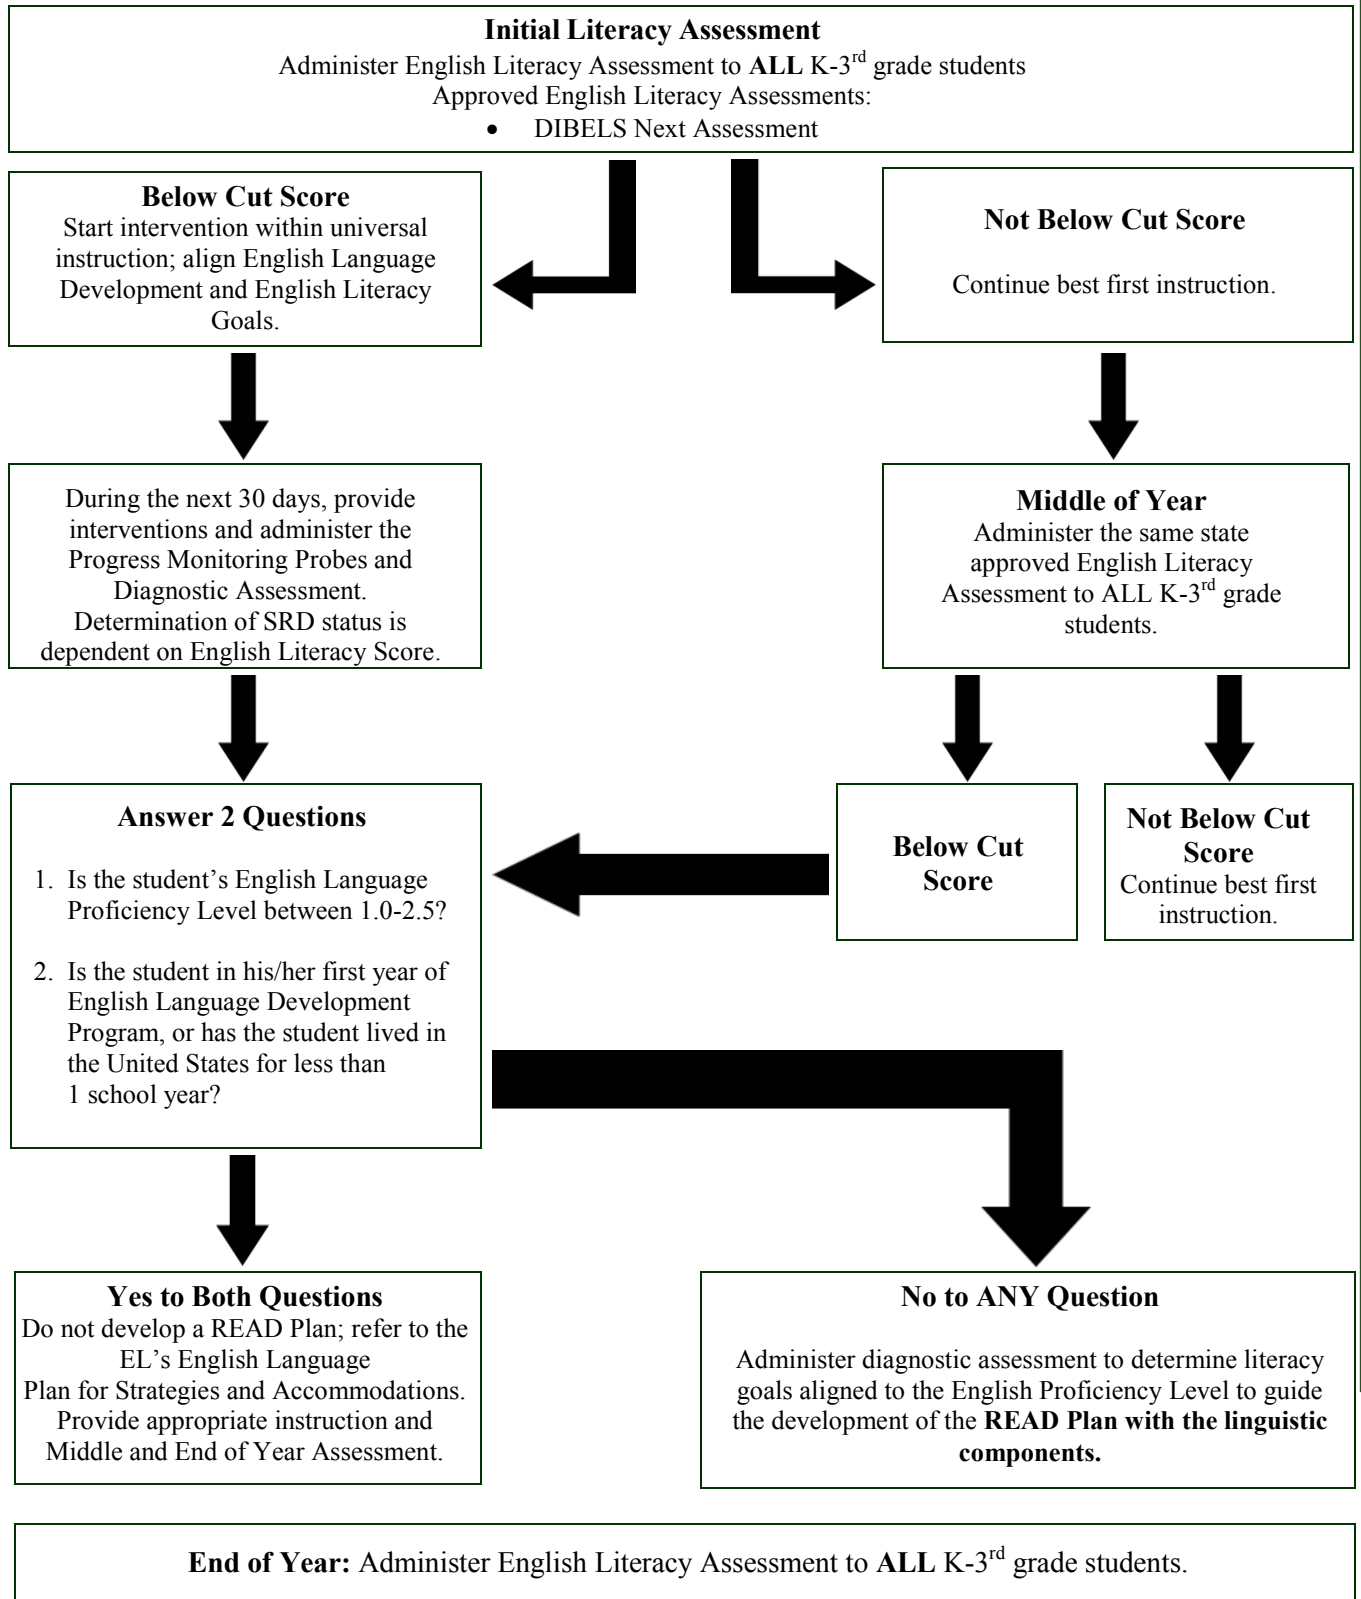 Initial Literacy Assessment
Administer English Literacy Assessment to ALL K-3rd grade students
Approved English Literacy Assessments:
• DIBELS Next Assessment
Below Cut Score
Start intervention within universal
instruction; align English Language
Development and English Literacy
Goals.
Not Below Cut Score
Continue best first instruction.
During the next 30 days, provide
interventions and administer the
Progress Monitoring Probes and
Diagnostic Assessment.
Determination of SRD status is
dependent on English Literacy Score.
Middle of Year
Administer the same state
approved English Literacy
Assessment to ALL K-3rd grade
students.
Answer 2 Questions
1. Is the student’s English Language
Proficiency Level between 1.0-2.5?
2. Is the student in his/her first year of
English Language Development
Program, or has the student lived in
the United States for less than
1 school year?
Below Cut
Score
Not Below Cut
Score
Continue best first
instruction.
Yes to Both Questions
Do not develop a READ Plan; refer to the
EL’s English Language
Plan for Strategies and Accommodations.
Provide appropriate instruction and
Middle and End of Year Assessment.
No to ANY Question
Administer diagnostic assessment to determine literacy
goals aligned to the English Proficiency Level to guide
the development of the READ Plan with the linguistic
components.
End of Year: Administer English Literacy Assessment to ALL K-3rd grade students.